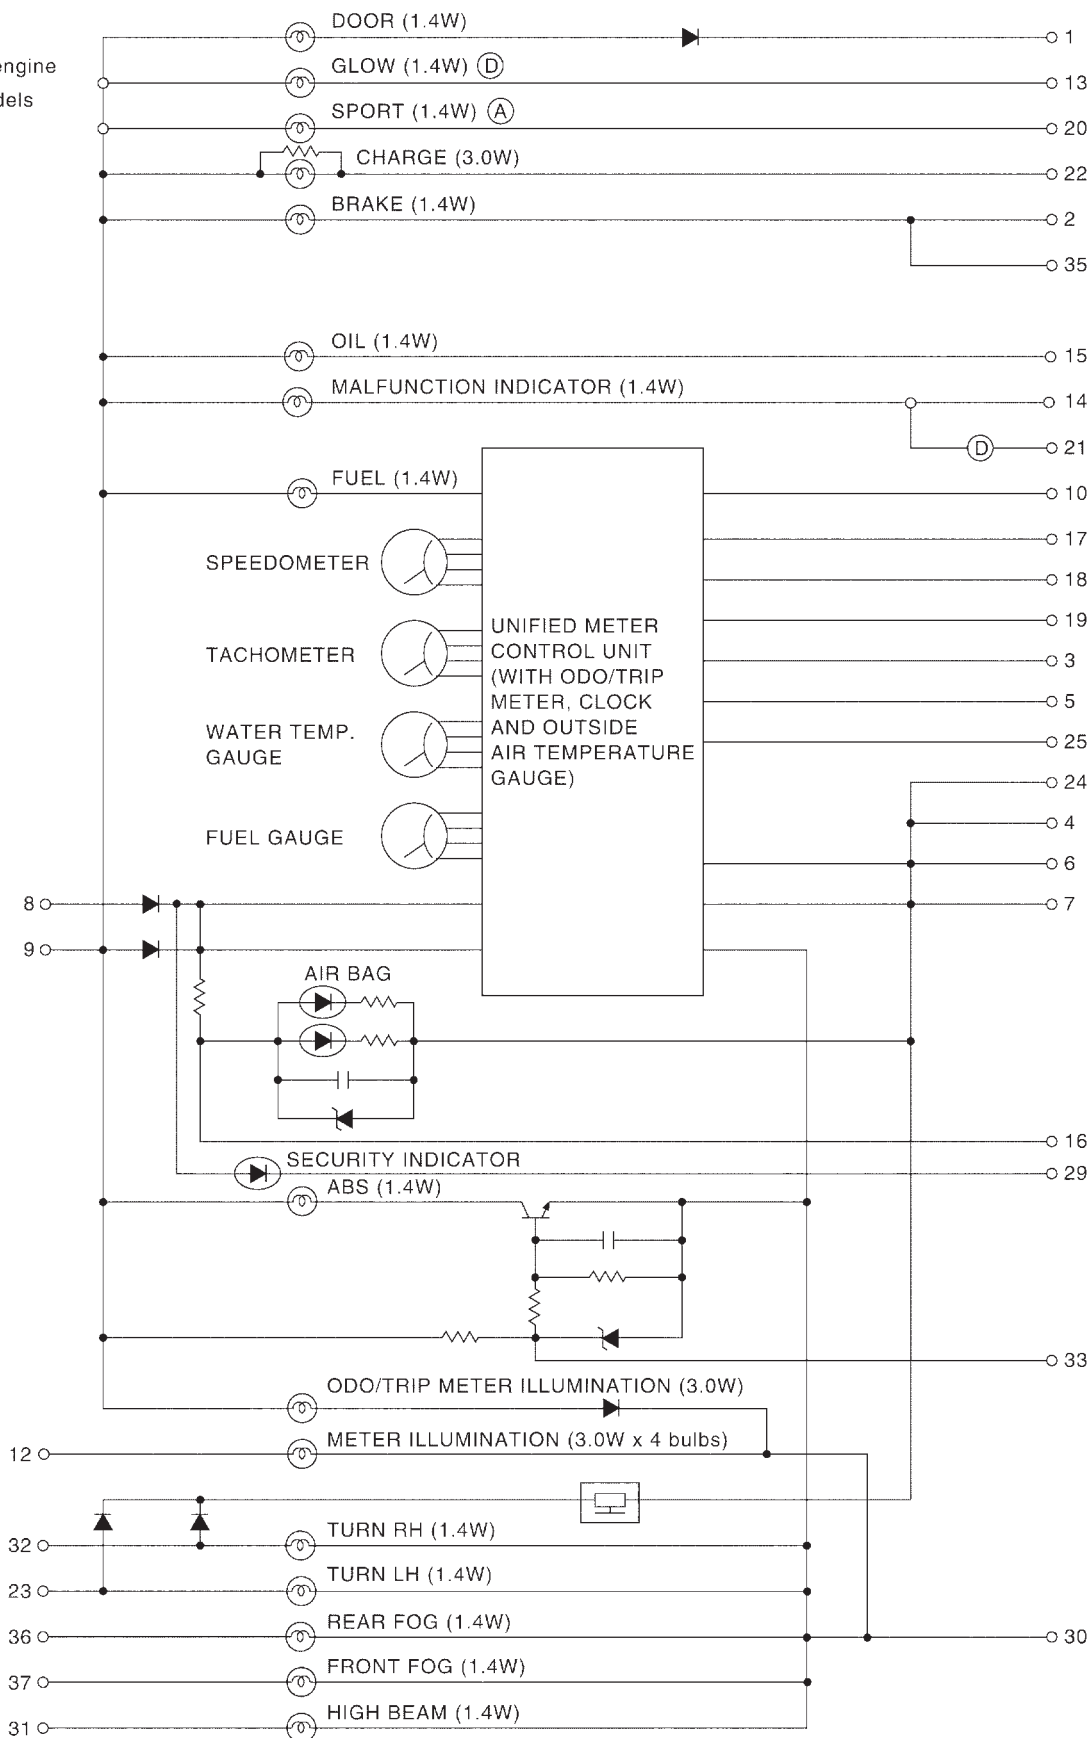 DOOR (1.4W)
1
engine
GLOW (1.4W) D
13
dels
SPORT (1.4W) A
20
CHARGE (3.0W)
22
BRAKE (1.4W)
2
35
OIL (1.4W)
15
MALFUNCTION INDICATOR (1.4W)
14
D
21
FUEL (1.4W)
10
17
SPEEDOMETER
18
19
UNIFIED METER
CONTROL UNIT
(WITH ODO/TRIP
METER, CLOCK
AND OUTSIDE
AIR TEMPERATURE
GAUGE)
TACHOMETER
3
5
WATER TEMP.
GAUGE
25
24
4
FUEL GAUGE
6
8
7
9
AIR BAG
16
SECURITY INDICATOR
29
ABS (1.4W)
33
ODO/TRIP METER ILLUMINATION (3.0W)
12
METER ILLUMINATION (3.0W x 4 bulbs)
32
TURN RH (1.4W)
23
TURN LH (1.4W)
36
REAR FOG (1.4W)
30
37
FRONT FOG (1.4W)
31
HIGH BEAM (1.4W)